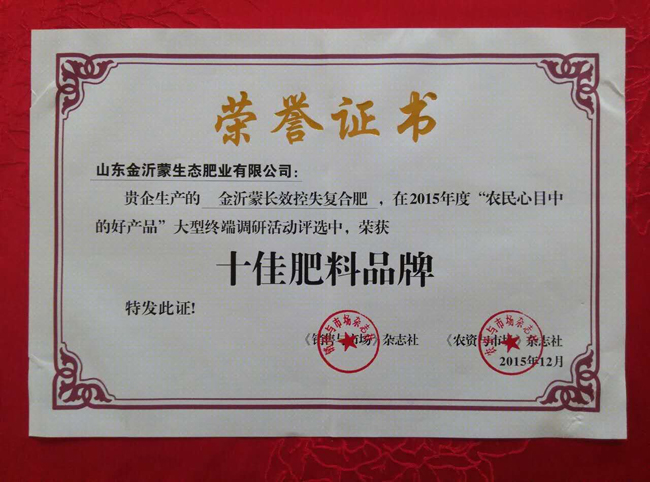 荣誉证书
山东金沂蒙生态肥业有限公司：
贵企生产的 金沂蒙长效控失复合肥 ，在2015年度“农民心目中
的好产品”大型终端调研活动评选中，荣获
十佳肥料品牌
特发此证!
《销售与市场》杂志社 《农资与市场》杂志社
2015年12月